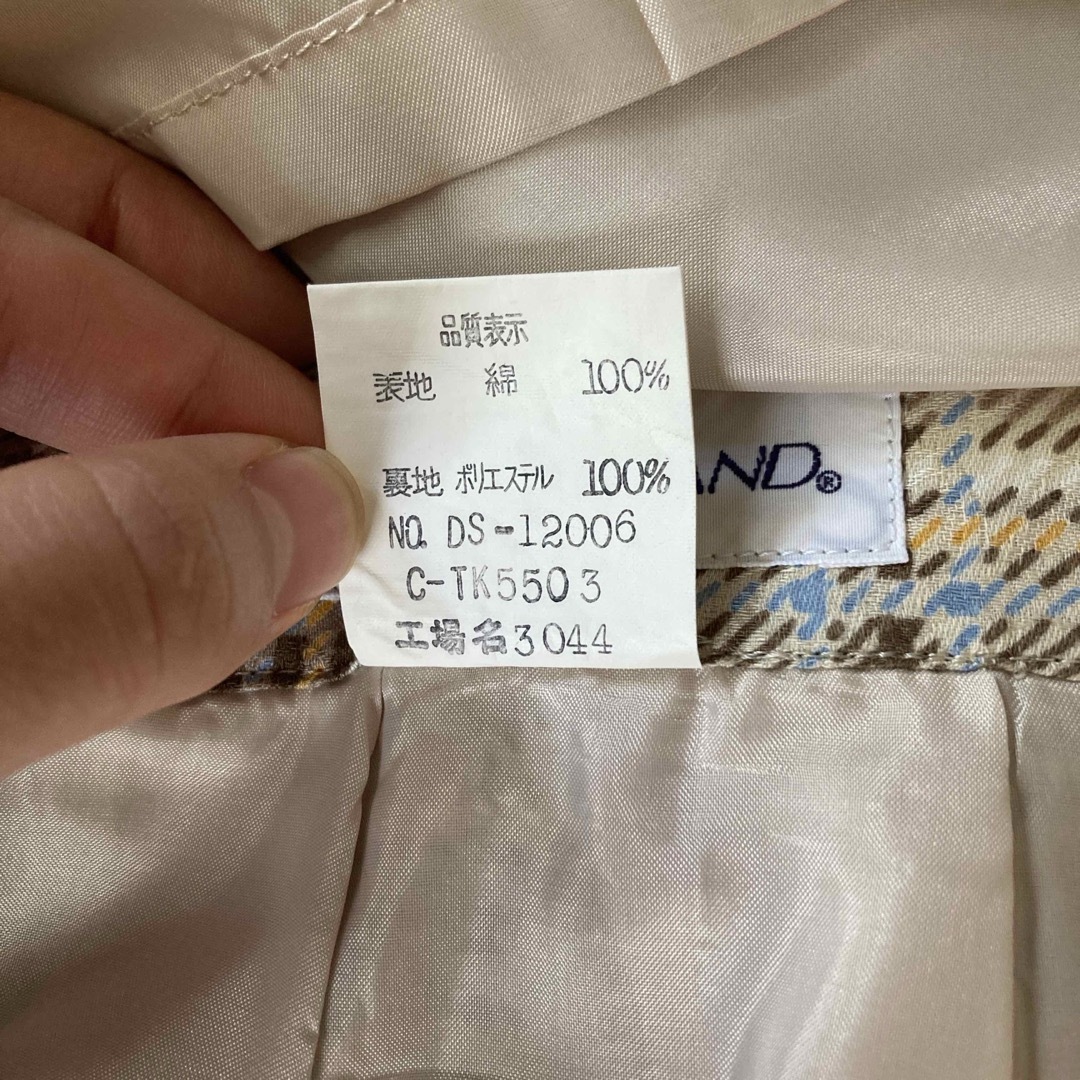 品質表示
表地 綿 100%
裏地 ポリエステル 100%
NO. DS-12006
C-TK5503
工場名3044
AND®